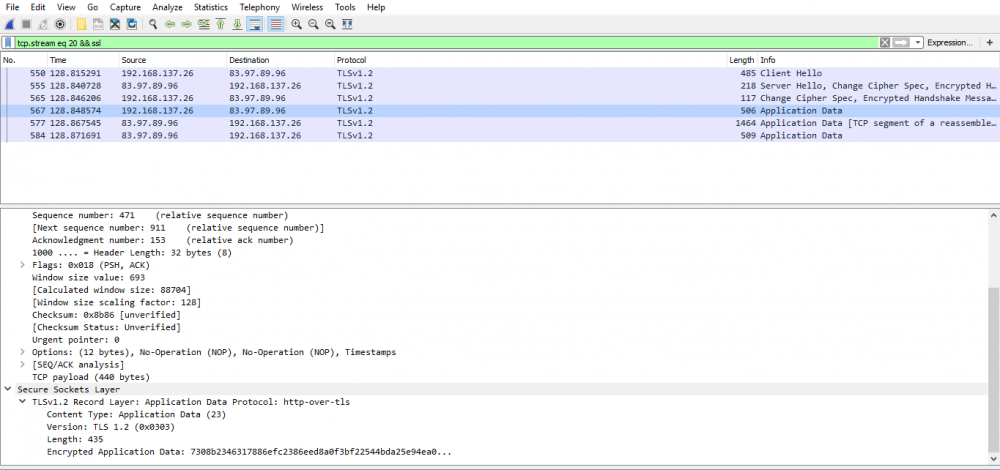 File Edit View Go Capture Analyze Statistics Telephony Wireless Tools Help
tcp.stream eq 20 && ssl Expression... +
No. Time Source Destination Protocol Length Info
550 128.815291 192.168.137.26 83.97.89.96 TLSv1.2 485 Client Hello
555 128.840728 83.97.89.96 192.168.137.26 TLSv1.2 218 Server Hello, Change Cipher Spec, Encrypted H…
565 128.846206 192.168.137.26 83.97.89.96 TLSv1.2 117 Change Cipher Spec, Encrypted Handshake Messa…
567 128.848574 192.168.137.26 83.97.89.96 TLSv1.2 506 Application Data
577 128.867545 83.97.89.96 192.168.137.26 TLSv1.2 1464 Application Data [TCP segment of a reassemble…
584 128.871691 83.97.89.96 192.168.137.26 TLSv1.2 509 Application Data
Sequence number: 471 (relative sequence number)
[Next sequence number: 911 (relative sequence number)]
Acknowledgment number: 153 (relative ack number)
1000 .... = Header Length: 32 bytes (8)
Flags: 0x018 (PSH, ACK)
Window size value: 693
[Calculated window size: 88704]
[Window size scaling factor: 128]
Checksum: 0x8b86 [unverified]
[Checksum Status: Unverified]
Urgent pointer: 0
Options: (12 bytes), No-Operation (NOP), No-Operation (NOP), Timestamps
[SEQ/ACK analysis]
TCP payload (440 bytes)
Secure Sockets Layer
TLSv1.2 Record Layer: Application Data Protocol: http-over-tls
Content Type: Application Data (23)
Version: TLS 1.2 (0x0303)
Length: 435
Encrypted Application Data: 7308b2346317886efc2386eed8a0f3bf22544bda25e94ea0...